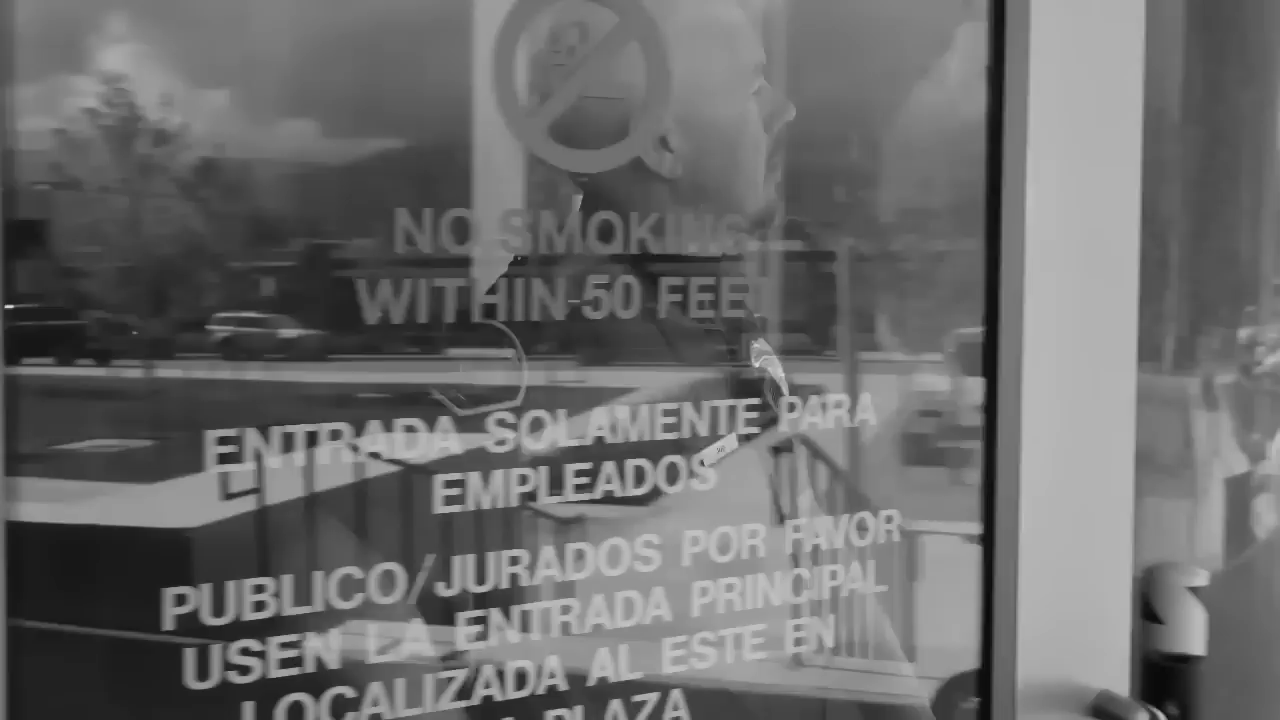 NO SMOKING
WITHIN 50 FEET
ENTRADA SOLAMENTE PARA
EMPLEADOS
PUBLICO/JURADOS POR FAVOR
USEN LA ENTRADA PRINCIPAL
LOCALIZADA AL ESTE EN
PLAZA